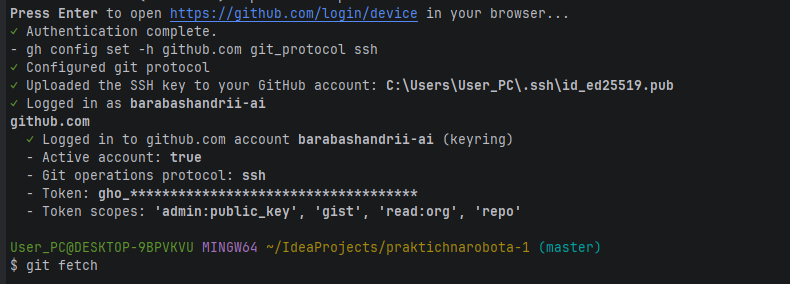 Press Enter to open https://github.com/login/device in your browser...
✓ Authentication complete.
- gh config set -h github.com git_protocol ssh
✓ Configured git protocol
✓ Uploaded the SSH key to your GitHub account: C:\Users\User_PC\.ssh\id_ed25519.pub
✓ Logged in as barabashandrii-ai
github.com
  ✓ Logged in to github.com account barabashandrii-ai (keyring)
  - Active account: true
  - Git operations protocol: ssh
  - Token: gho_************************************
  - Token scopes: 'admin:public_key', 'gist', 'read:org', 'repo'

User_PC@DESKTOP-9BPVKVU MINGW64 ~/IdeaProjects/praktichnarobota-1 (master)
$ git fetch